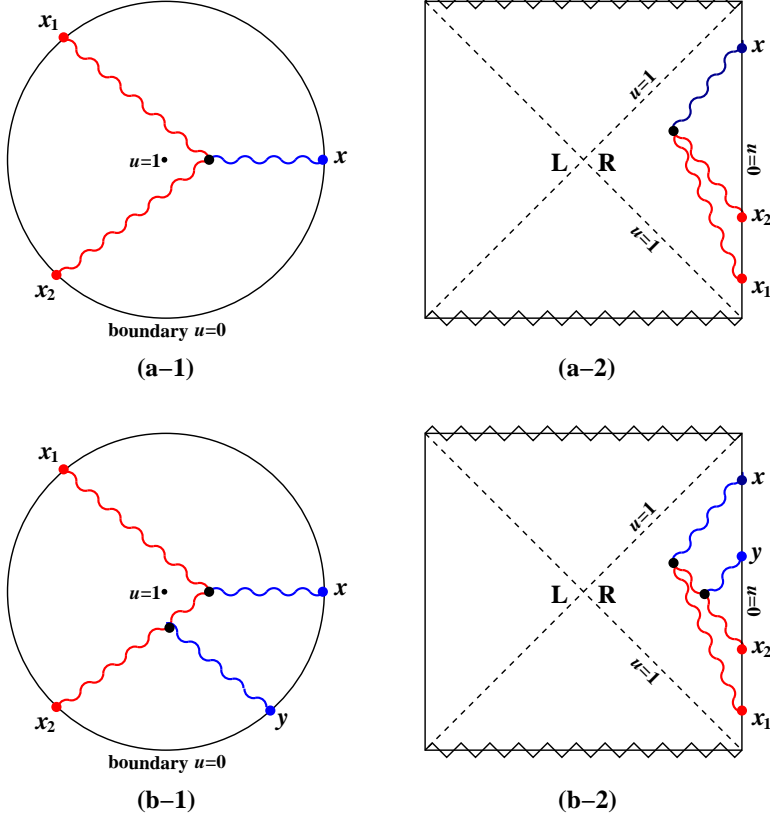 x₁
u=1
x
x₂
boundary u=0
(a−1)
x
u=1
u=0
L R
x₂
u=1
x₁
(a−2)
x₁
u=1
x
x₂
y
boundary u=0
(b−1)
x
u=1
y
L R
u=0
x₂
u=1
x₁
(b−2)